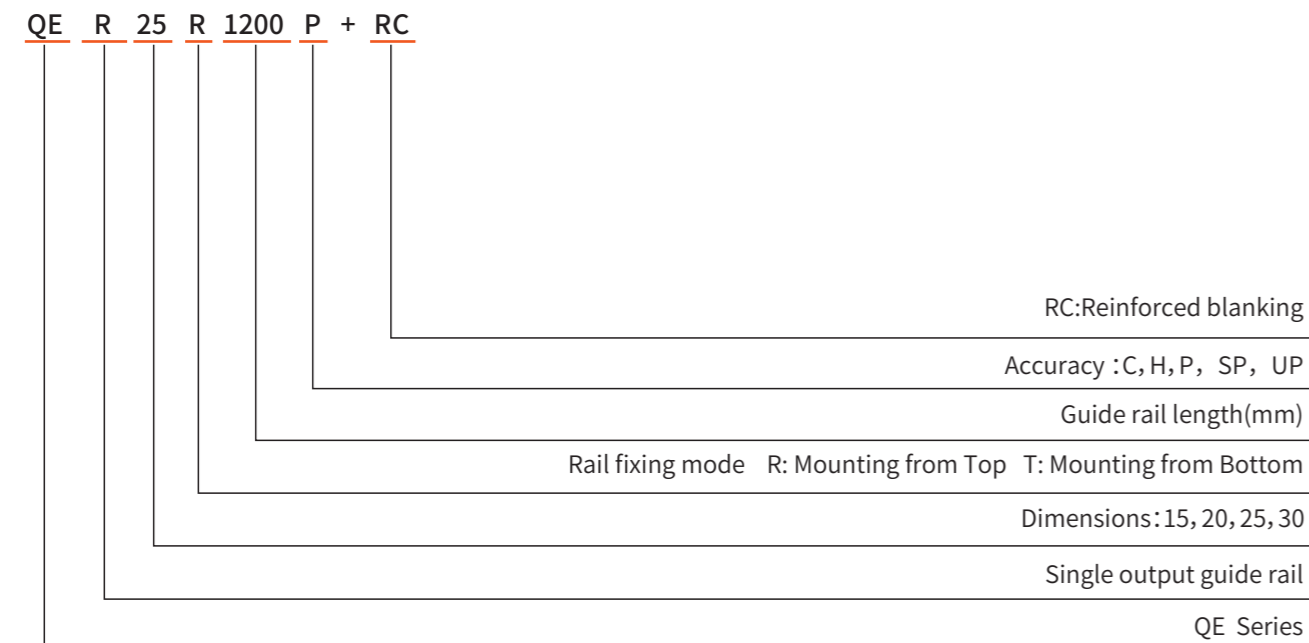 QE R 25 R 1200 P + RC
RC:Reinforced blanking
Accuracy :C, H, P, SP, UP
Guide rail length(mm)
Rail fixing mode R: Mounting from Top T: Mounting from Bottom
Dimensions:15, 20, 25, 30
Single output guide rail
QE Series